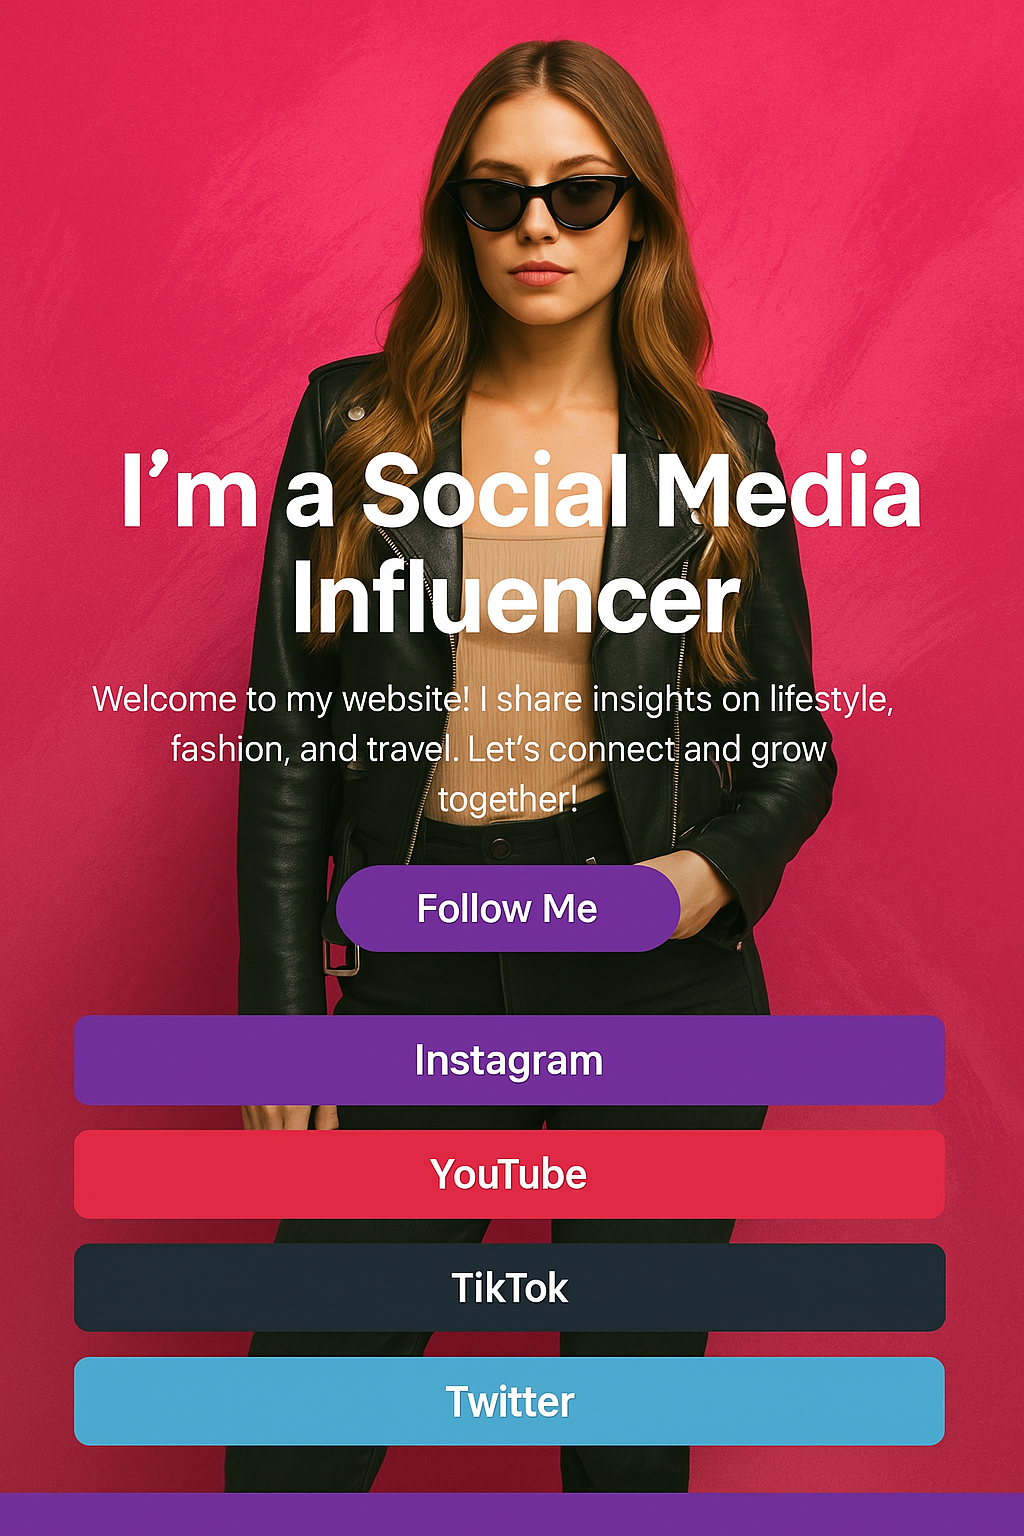 I’m a Social Media
Influencer
Welcome to my website! I share insights on lifestyle,
fashion, and travel. Let’s connect and grow
together!
Follow Me
Instagram
YouTube
TikTok
Twitter